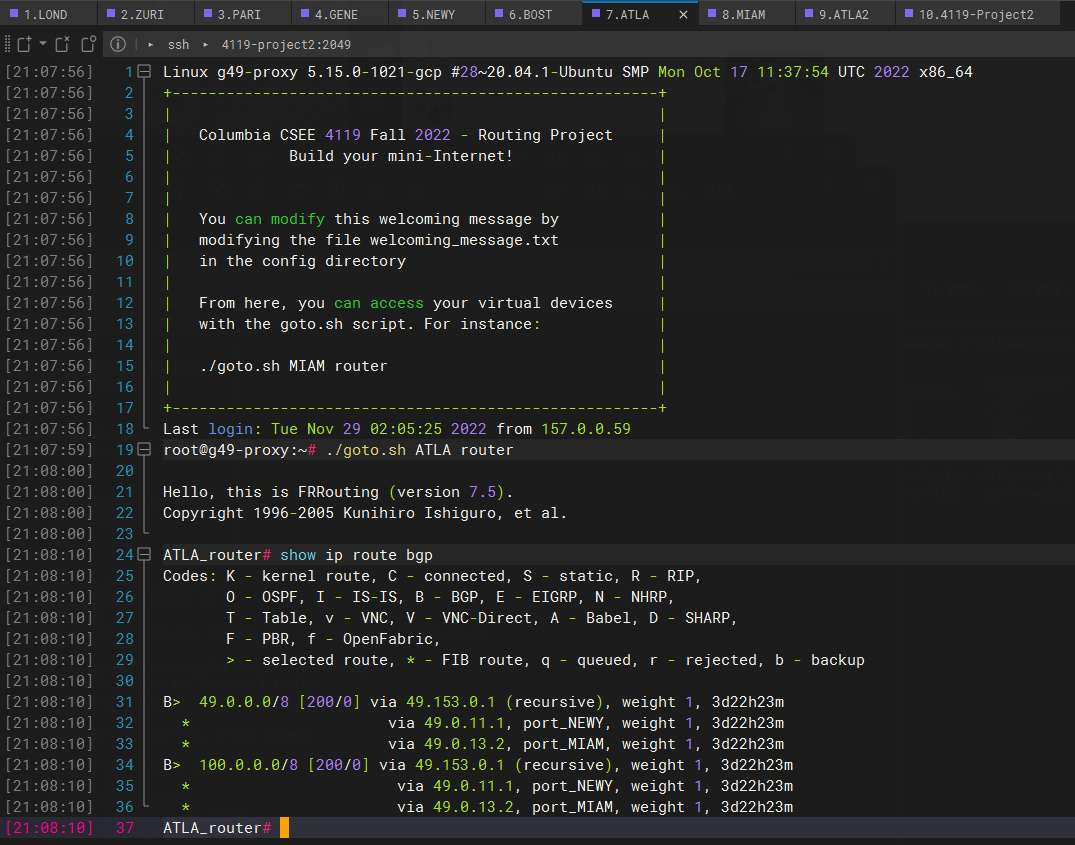 1.LOND 2.ZURI 3.PARI 4.GENE 5.NEWY 6.BOST 7.ATLA 8.MIAM 9.ATLA2 10.4119-Project2
ssh 4119-project2:2049
[21:07:56] 1 Linux g49-proxy 5.15.0-1021-gcp #28~20.04.1-Ubuntu SMP Mon Oct 17 11:37:54 UTC 2022 x86_64
[21:07:56] 2 +------------------------------------------------------+
[21:07:56] 3 | |
[21:07:56] 4 | Columbia CSEE 4119 Fall 2022 - Routing Project |
[21:07:56] 5 | Build your mini-Internet! |
[21:07:56] 6 | |
[21:07:56] 7 | |
[21:07:56] 8 | You can modify this welcoming message by |
[21:07:56] 9 | modifying the file welcoming_message.txt |
[21:07:56] 10 | in the config directory |
[21:07:56] 11 | |
[21:07:56] 12 | From here, you can access your virtual devices |
[21:07:56] 13 | with the goto.sh script. For instance: |
[21:07:56] 14 | |
[21:07:56] 15 | ./goto.sh MIAM router |
[21:07:56] 16 | |
[21:07:56] 17 +------------------------------------------------------+
[21:07:56] 18 Last login: Tue Nov 29 02:05:25 2022 from 157.0.0.59
[21:07:59] 19 root@g49-proxy:~# ./goto.sh ATLA router
[21:08:00] 20
[21:08:00] 21 Hello, this is FRRouting (version 7.5).
[21:08:00] 22 Copyright 1996-2005 Kunihiro Ishiguro, et al.
[21:08:00] 23
[21:08:10] 24 ATLA_router# show ip route bgp
[21:08:10] 25 Codes: K - kernel route, C - connected, S - static, R - RIP,
[21:08:10] 26 O - OSPF, I - IS-IS, B - BGP, E - EIGRP, N - NHRP,
[21:08:10] 27 T - Table, v - VNC, V - VNC-Direct, A - Babel, D - SHARP,
[21:08:10] 28 F - PBR, f - OpenFabric,
[21:08:10] 29 > - selected route, * - FIB route, q - queued, r - rejected, b - backup
[21:08:10] 30
[21:08:10] 31 B> 49.0.0.0/8 [200/0] via 49.153.0.1 (recursive), weight 1, 3d22h23m
[21:08:10] 32 * via 49.0.11.1, port_NEWY, weight 1, 3d22h23m
[21:08:10] 33 * via 49.0.13.2, port_MIAM, weight 1, 3d22h23m
[21:08:10] 34 B> 100.0.0.0/8 [200/0] via 49.153.0.1 (recursive), weight 1, 3d22h23m
[21:08:10] 35 * via 49.0.11.1, port_NEWY, weight 1, 3d22h23m
[21:08:10] 36 * via 49.0.13.2, port_MIAM, weight 1, 3d22h23m
[21:08:10] 37 ATLA_router#